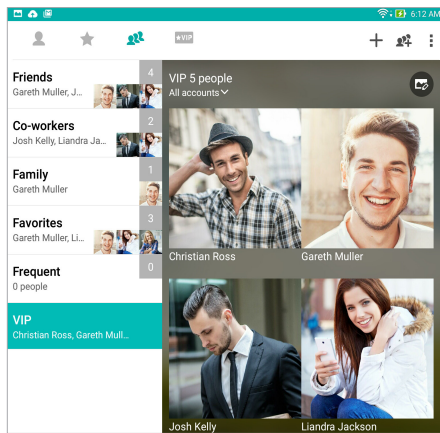 6:12 AM
VIP
Friends
4
Gareth Muller, J...
Co-workers
2
Josh Kelly, Liandra Ja...
Family
1
Gareth Muller
Favorites
3
Gareth Muller, Li...
Frequent
0
0 people
VIP
Christian Ross, Gareth Mull...
VIP 5 people
All accounts
Christian Ross
Gareth Muller
Josh Kelly
Liandra Jackson